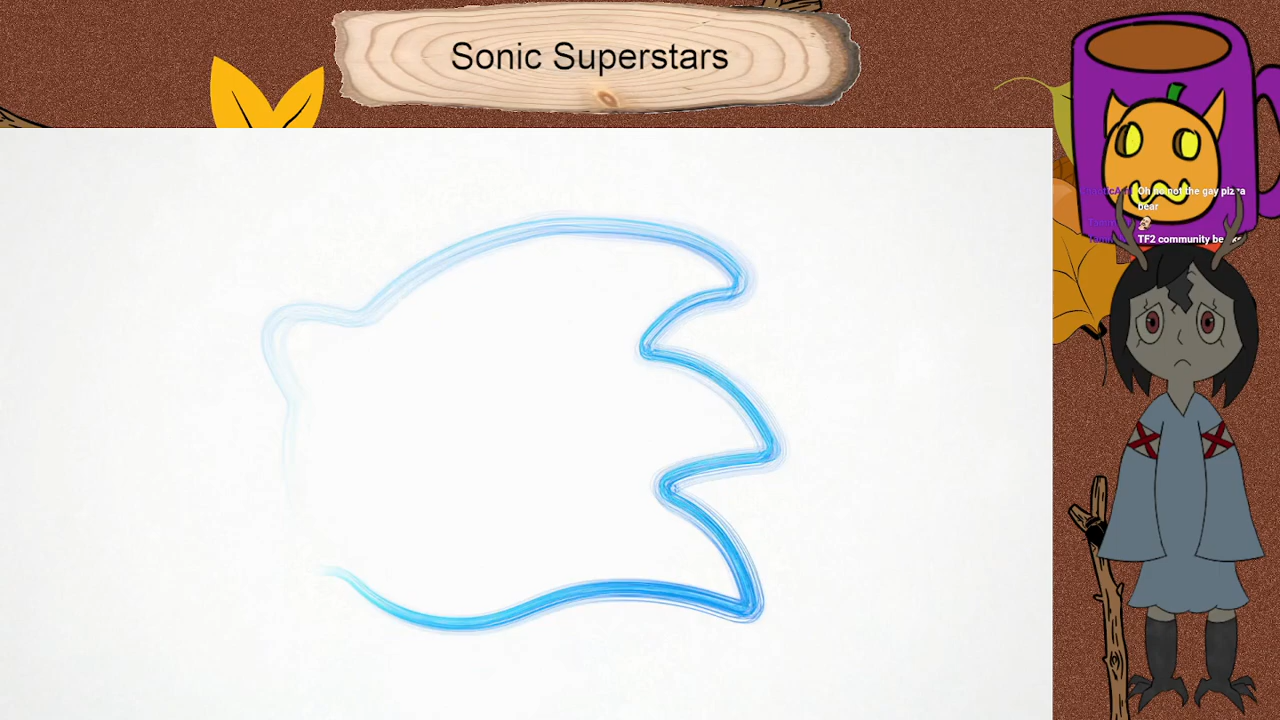 Sonic Superstars
Oh no not the gay pizza
bear
TF2 community be